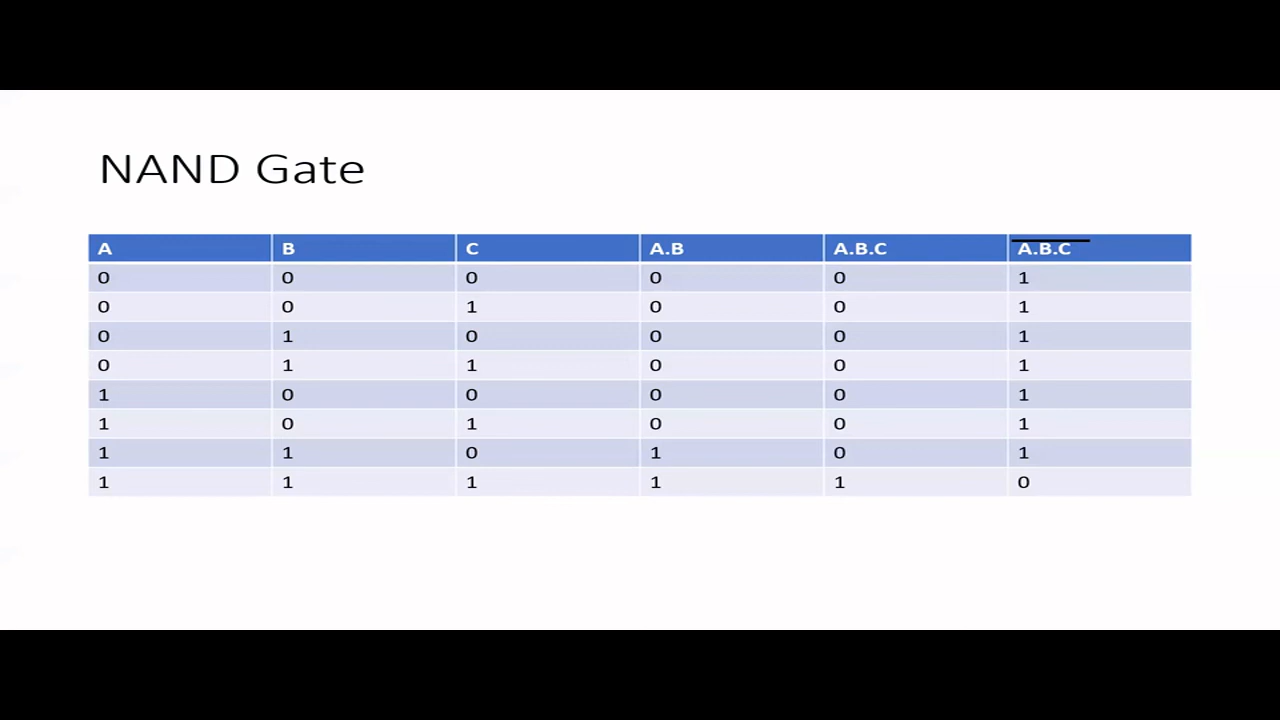 NAND Gate
A B C A.B A.B.C A.B.C
0 0 0 0 0 1
0 0 1 0 0 1
0 1 0 0 0 1
0 1 1 0 0 1
1 0 0 0 0 1
1 0 1 0 0 1
1 1 0 1 0 1
1 1 1 1 1 0